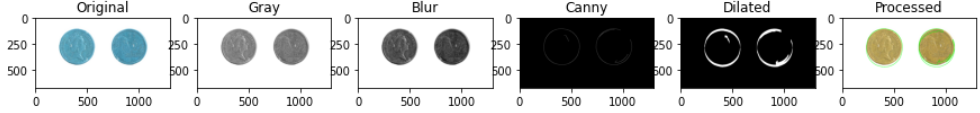 Original Gray Blur Canny Dilated Processed
0 0 0 0 0 0
250 250 250 250 250 250
500 500 500 500 500 500
0 500 1000 0 500 1000 0 500 1000 0 500 1000 0 500 1000 0 500 1000